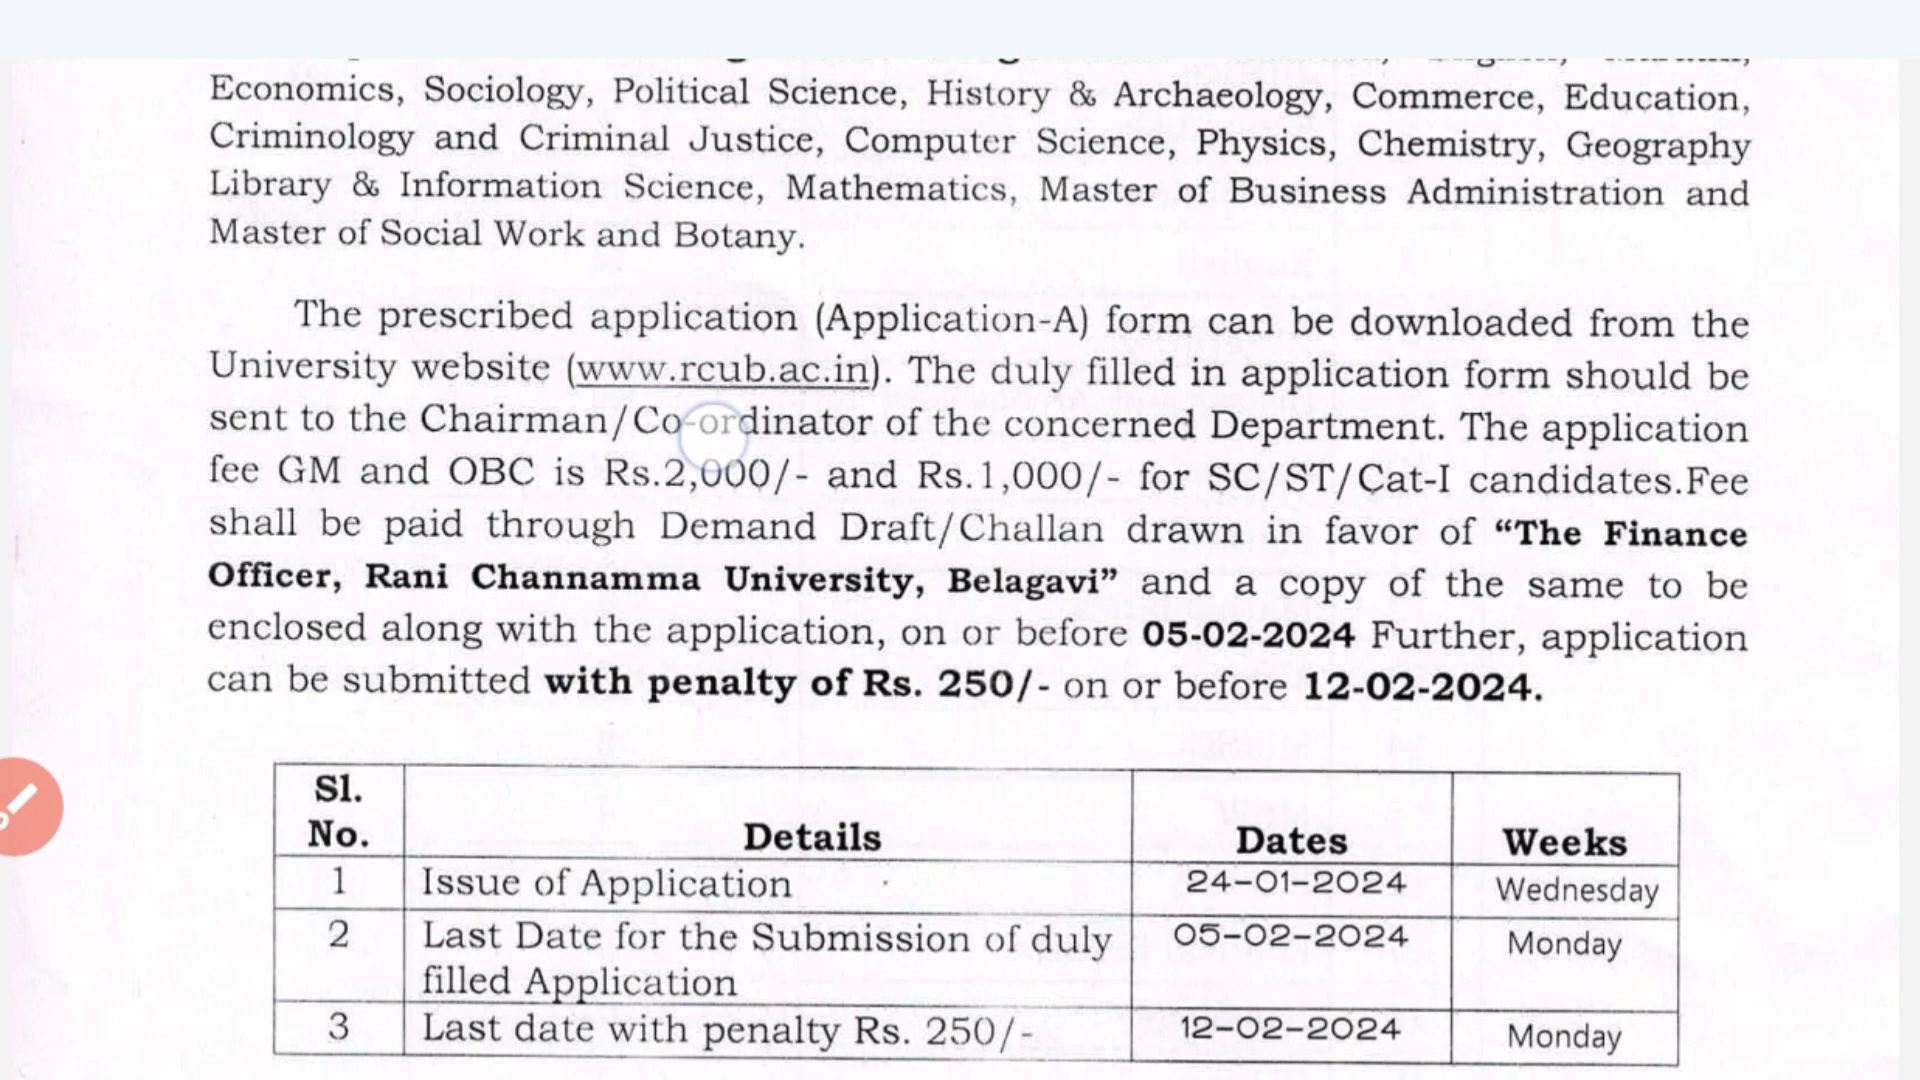 Economics, Sociology, Political Science, History & Archaeology, Commerce, Education,
Criminology and Criminal Justice, Computer Science, Physics, Chemistry, Geography
Library & Information Science, Mathematics, Master of Business Administration and
Master of Social Work and Botany.
The prescribed application (Application-A) form can be downloaded from the
University website (www.rcub.ac.in). The duly filled in application form should be
sent to the Chairman/Co-ordinator of the concerned Department. The application
fee GM and OBC is Rs.2,000/- and Rs.1,000/- for SC/ST/Cat-I candidates.Fee
shall be paid through Demand Draft/Challan drawn in favor of “The Finance
Officer, Rani Channamma University, Belagavi” and a copy of the same to be
enclosed along with the application, on or before 05-02-2024 Further, application
can be submitted with penalty of Rs. 250/- on or before 12-02-2024.
Sl.
No. Details Dates Weeks
1 Issue of Application 24-01-2024 Wednesday
2 Last Date for the Submission of duly 05-02-2024 Monday
filled Application
3 Last date with penalty Rs. 250/- 12-02-2024 Monday